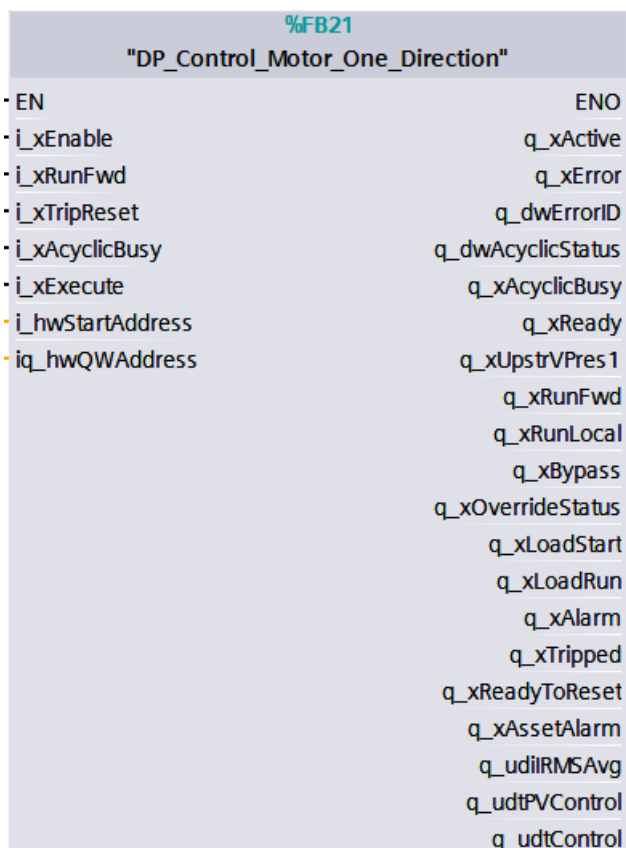 %FB21
"DP_Control_Motor_One_Direction"
EN ENO
i_xEnable q_xActive
i_xRunFwd q_xError
i_xTripReset q_dwErrorID
i_xAcyclicBusy q_dwAcyclicStatus
i_xExecute q_xAcyclicBusy
i_hwStartAddress q_xReady
iq_hwQWAddress q_xUpstrVPres1
q_xRunFwd
q_xRunLocal
q_xBypass
q_xOverrideStatus
q_xLoadStart
q_xLoadRun
q_xAlarm
q_xTripped
q_xReadyToReset
q_xAssetAlarm
q_udiIRMSAvg
q_udtPVControl
q_udtControl